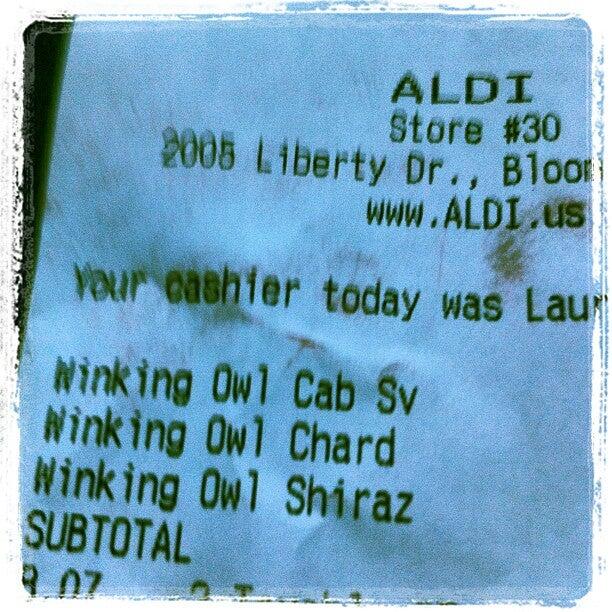 ALDI
Store #30
2005 Liberty Dr., Bloom
www.ALDI.us
Your cashier today was Laur
Winking Owl Cab Sv
Winking Owl Chard
Winking Owl Shiraz
SUBTOTAL